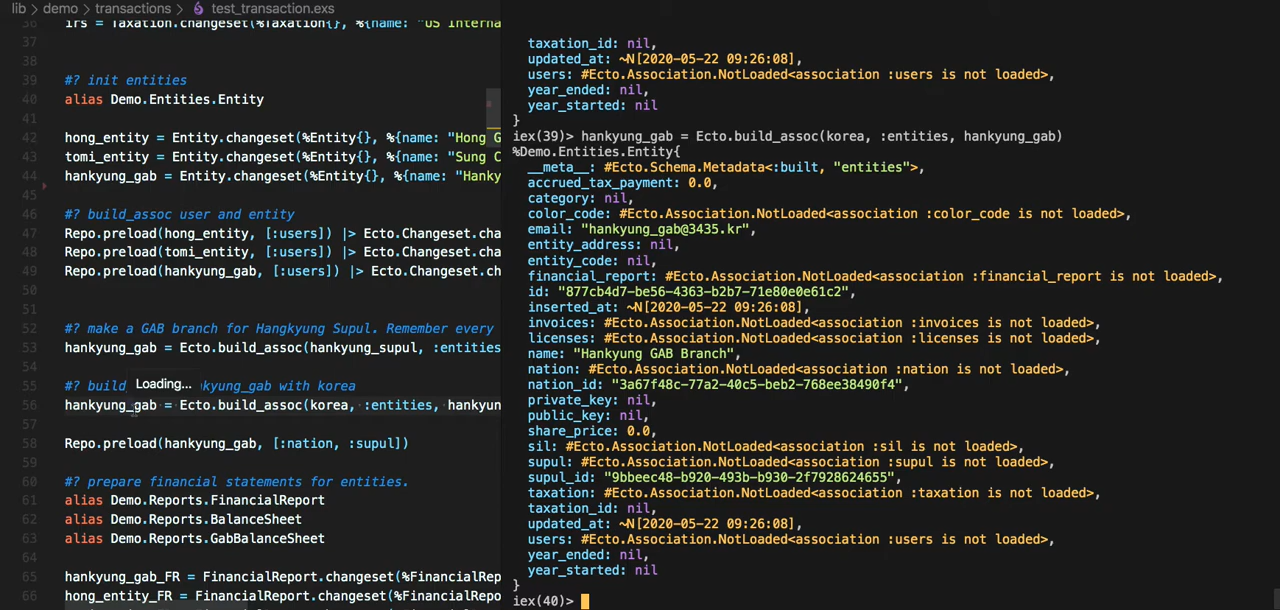 lib > demo > transactions > test_transaction.exs
36 irs = Taxation.changeset(%Taxation{}, %{name: "US Interna
37
38
39 #? init entities
40 alias Demo.Entities.Entity
41
42 hong_entity = Entity.changeset(%Entity{}, %{name: "Hong G
43 tomi_entity = Entity.changeset(%Entity{}, %{name: "Sung C
44 hankyung_gab = Entity.changeset(%Entity{}, %{name: "Hanky
45
46 #? build_assoc user and entity
47 Repo.preload(hong_entity, [:users]) |> Ecto.Changeset.cha
48 Repo.preload(tomi_entity, [:users]) |> Ecto.Changeset.cha
49 Repo.preload(hankyung_gab, [:users]) |> Ecto.Changeset.ch
50
51
52 #? make a GAB branch for Hangkyung Supul. Remember every
53 hankyung_gab = Ecto.build_assoc(hankyung_supul, :entities
54
Loading...
55 #? build kyung_gab with korea
56 hankyung_gab = Ecto.build_assoc(korea, :entities, hankyun
57
58 Repo.preload(hankyung_gab, [:nation, :supul])
59
60 #? prepare financial statements for entities.
61 alias Demo.Reports.FinancialReport
62 alias Demo.Reports.BalanceSheet
63 alias Demo.Reports.GabBalanceSheet
64
65 hankyung_gab_FR = FinancialReport.changeset(%FinancialRep
66 hong_entity_FR = FinancialReport.changeset(%FinancialRepo
taxation_id: nil,
updated_at: ~N[2020-05-22 09:26:08],
users: #Ecto.Association.NotLoaded<association :users is not loaded>,
year_ended: nil,
year_started: nil
}
iex(39)> hankyung_gab = Ecto.build_assoc(korea, :entities, hankyung_gab)
%Demo.Entities.Entity{
__meta__: #Ecto.Schema.Metadata<:built, "entities">,
accrued_tax_payment: 0.0,
category: nil,
color_code: #Ecto.Association.NotLoaded<association :color_code is not loaded>,
email: "hankyung_gab@3435.kr",
entity_address: nil,
entity_code: nil,
financial_report: #Ecto.Association.NotLoaded<association :financial_report is not loaded>,
id: "877cb4d7-be56-4363-b2b7-71e80e0e61c2",
inserted_at: ~N[2020-05-22 09:26:08],
invoices: #Ecto.Association.NotLoaded<association :invoices is not loaded>,
licenses: #Ecto.Association.NotLoaded<association :licenses is not loaded>,
name: "Hankyung GAB Branch",
nation: #Ecto.Association.NotLoaded<association :nation is not loaded>,
nation_id: "3a67f48c-77a2-40c5-beb2-768ee38490f4",
private_key: nil,
public_key: nil,
share_price: 0.0,
sil: #Ecto.Association.NotLoaded<association :sil is not loaded>,
supul: #Ecto.Association.NotLoaded<association :supul is not loaded>,
supul_id: "9bbeec48-b920-493b-b930-2f7928624655",
taxation: #Ecto.Association.NotLoaded<association :taxation is not loaded>,
taxation_id: nil,
updated_at: ~N[2020-05-22 09:26:08],
users: #Ecto.Association.NotLoaded<association :users is not loaded>,
year_ended: nil,
year_started: nil
}
iex(40)>